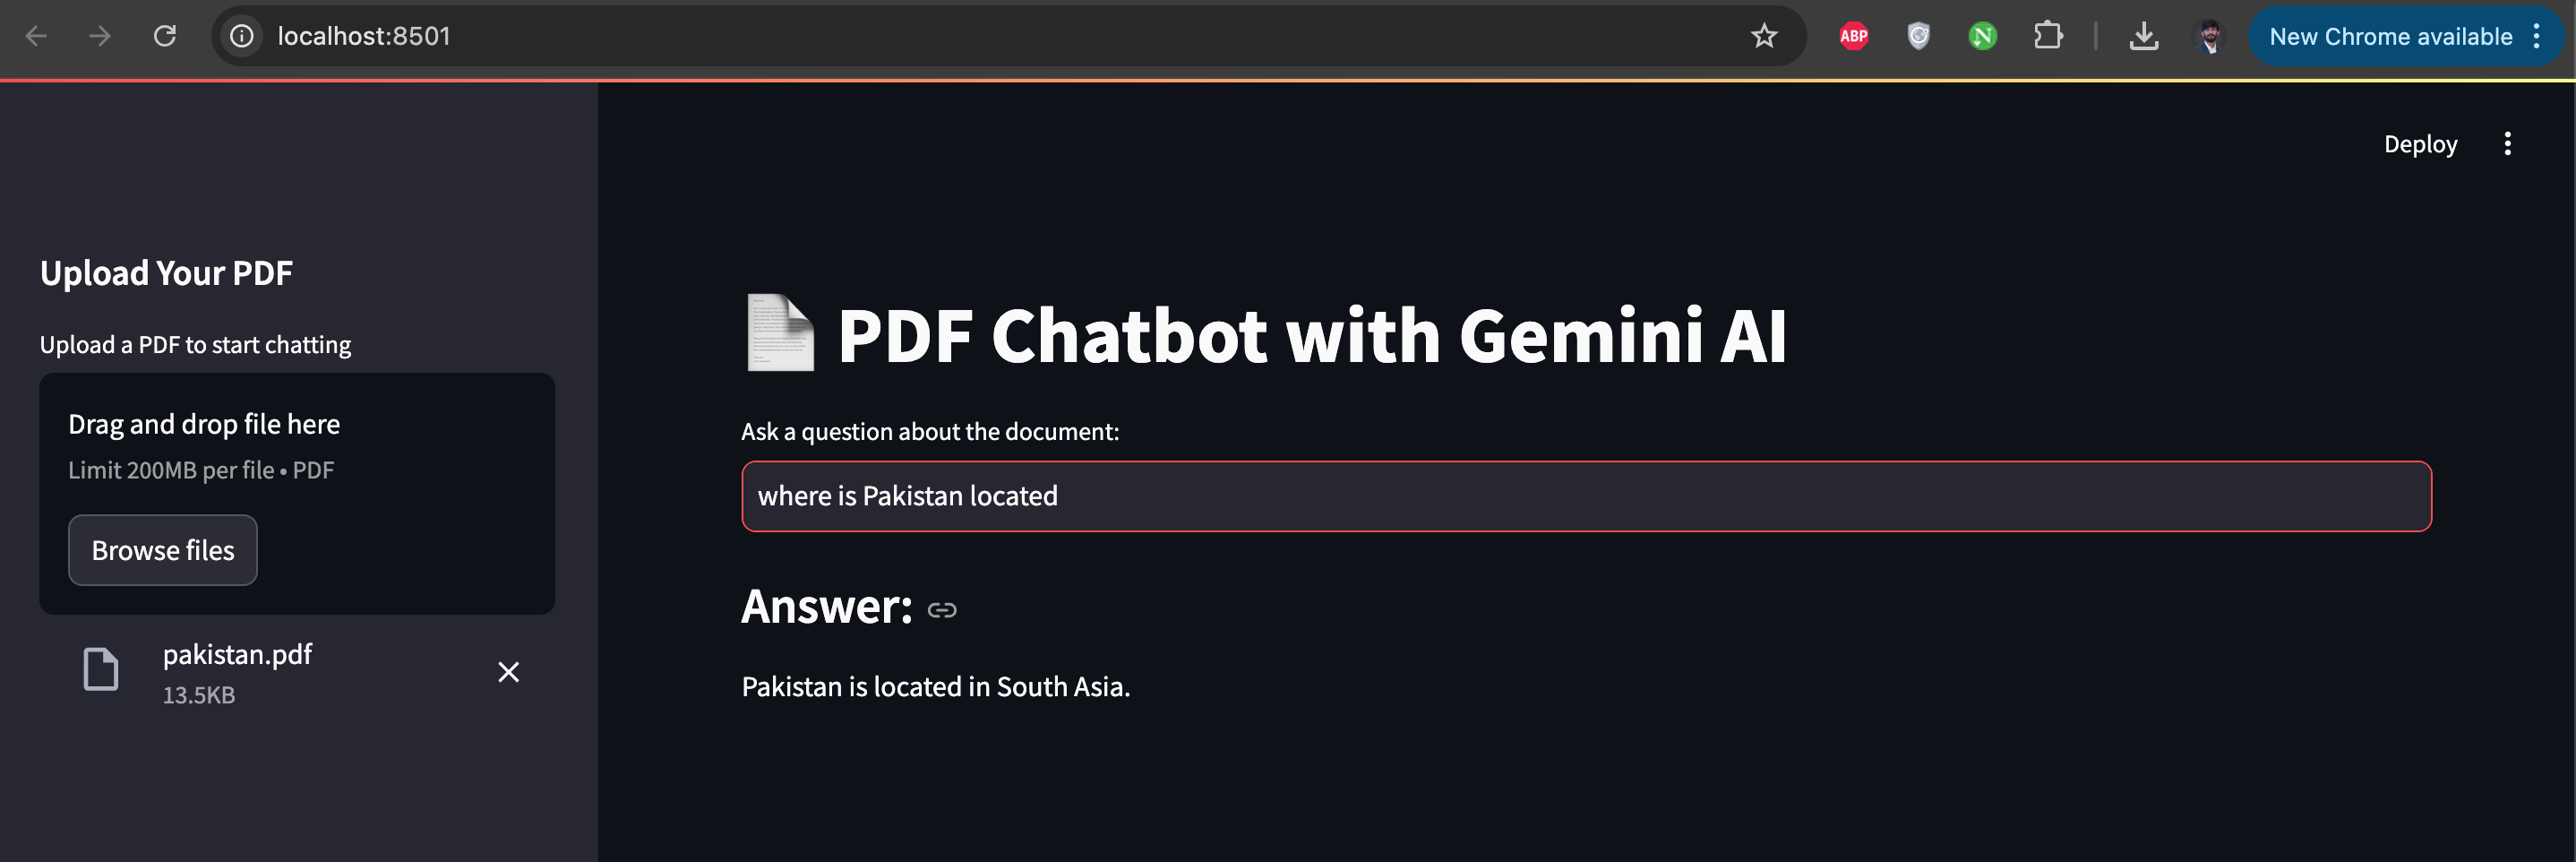 localhost:8501
ABP
N
New Chrome available
Deploy
Upload Your PDF
Upload a PDF to start chatting
Drag and drop file here
Limit 200MB per file • PDF
Browse files
pakistan.pdf
13.5KB
PDF Chatbot with Gemini AI
Ask a question about the document:
where is Pakistan located
Answer:
Pakistan is located in South Asia.